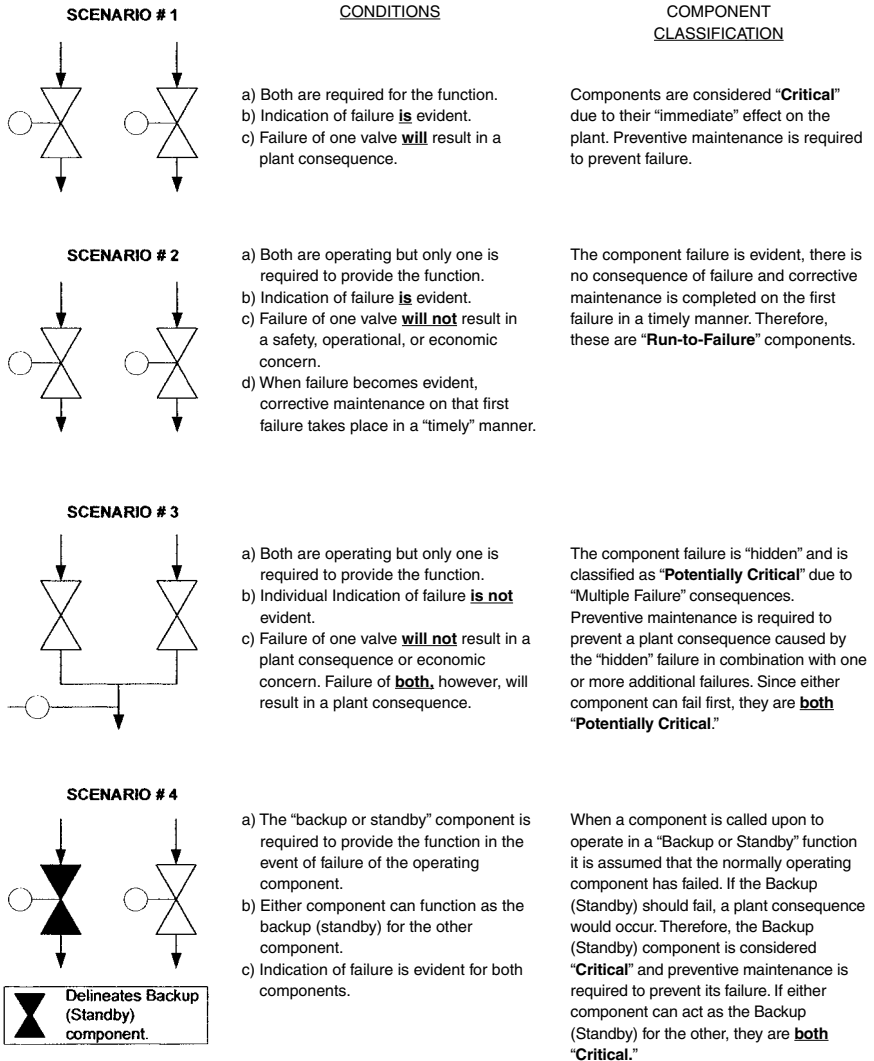 SCENARIO # 1
CONDITIONS
COMPONENT
CLASSIFICATION
a) Both are required for the function.
b) Indication of failure is evident.
c) Failure of one valve will result in a
plant consequence.
Components are considered “Critical”
due to their “immediate” effect on the
plant. Preventive maintenance is required
to prevent failure.
SCENARIO # 2
a) Both are operating but only one is
required to provide the function.
b) Indication of failure is evident.
c) Failure of one valve will not result in
a safety, operational, or economic
concern.
d) When failure becomes evident,
corrective maintenance on that first
failure takes place in a “timely” manner.
The component failure is evident, there is
no consequence of failure and corrective
maintenance is completed on the first
failure in a timely manner. Therefore,
these are “Run-to-Failure” components.
SCENARIO # 3
a) Both are operating but only one is
required to provide the function.
b) Individual Indication of failure is not
evident.
c) Failure of one valve will not result in a
plant consequence or economic
concern. Failure of both, however, will
result in a plant consequence.
The component failure is “hidden” and is
classified as “Potentially Critical” due to
“Multiple Failure” consequences.
Preventive maintenance is required to
prevent a plant consequence caused by
the “hidden” failure in combination with one
or more additional failures. Since either
component can fail first, they are both
“Potentially Critical.”
SCENARIO # 4
a) The “backup or standby” component is
required to provide the function in the
event of failure of the operating
component.
b) Either component can function as the
backup (standby) for the other
component.
c) Indication of failure is evident for both
components.
When a component is called upon to
operate in a “Backup or Standby” function
it is assumed that the normally operating
component has failed. If the Backup
(Standby) should fail, a plant consequence
would occur. Therefore, the Backup
(Standby) component is considered
“Critical” and preventive maintenance is
required to prevent its failure. If either
component can act as the Backup
(Standby) for the other, they are both
“Critical.”
Delineates Backup
(Standby)
component.